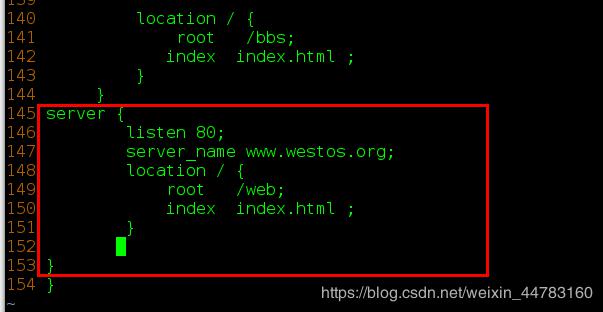 139
140 location / {
141 root /bbs;
142 index index.html ;
143 }
144 }
145 server {
146 listen 80;
147 server_name www.westos.org;
148 location / {
149 root /web;
150 index index.html ;
151 }
152
153 }
154 }
~
https://blog.csdn.net/weixin_44783160